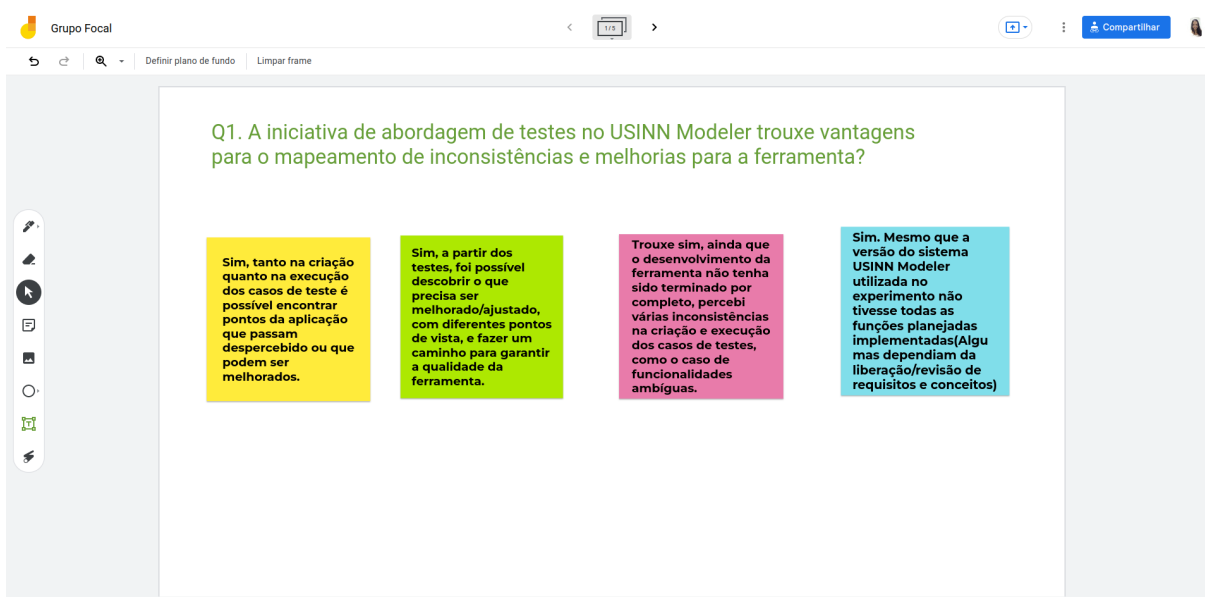 Grupo Focal
1/5
Compartilhar
Definir plano de fundo
Limpar frame
Q1. A iniciativa de abordagem de testes no USINN Modeler trouxe vantagens
para o mapeamento de inconsistências e melhorias para a ferramenta?
Sim, tanto na criação
quanto na execução
dos casos de teste é
possível encontrar
pontos da aplicação
que passam
despercebido ou que
podem ser
melhorados.
Sim, a partir dos
testes, foi possível
descobrir o que
precisa ser
melhorado/ajustado,
com diferentes pontos
de vista, e fazer um
caminho para garantir
a qualidade da
ferramenta.
Trouxe sim, ainda que
o desenvolvimento da
ferramenta não tenha
sido terminado por
completo, percebi
várias inconsistências
na criação e execução
dos casos de testes,
como o caso de
funcionalidades
ambíguas.
Sim. Mesmo que a
versão do sistema
USINN Modeler
utilizada no
experimento não
tivesse todas as
funções planejadas
implementadas(Algu
mas dependiam da
liberação/revisão de
requisitos e conceitos)